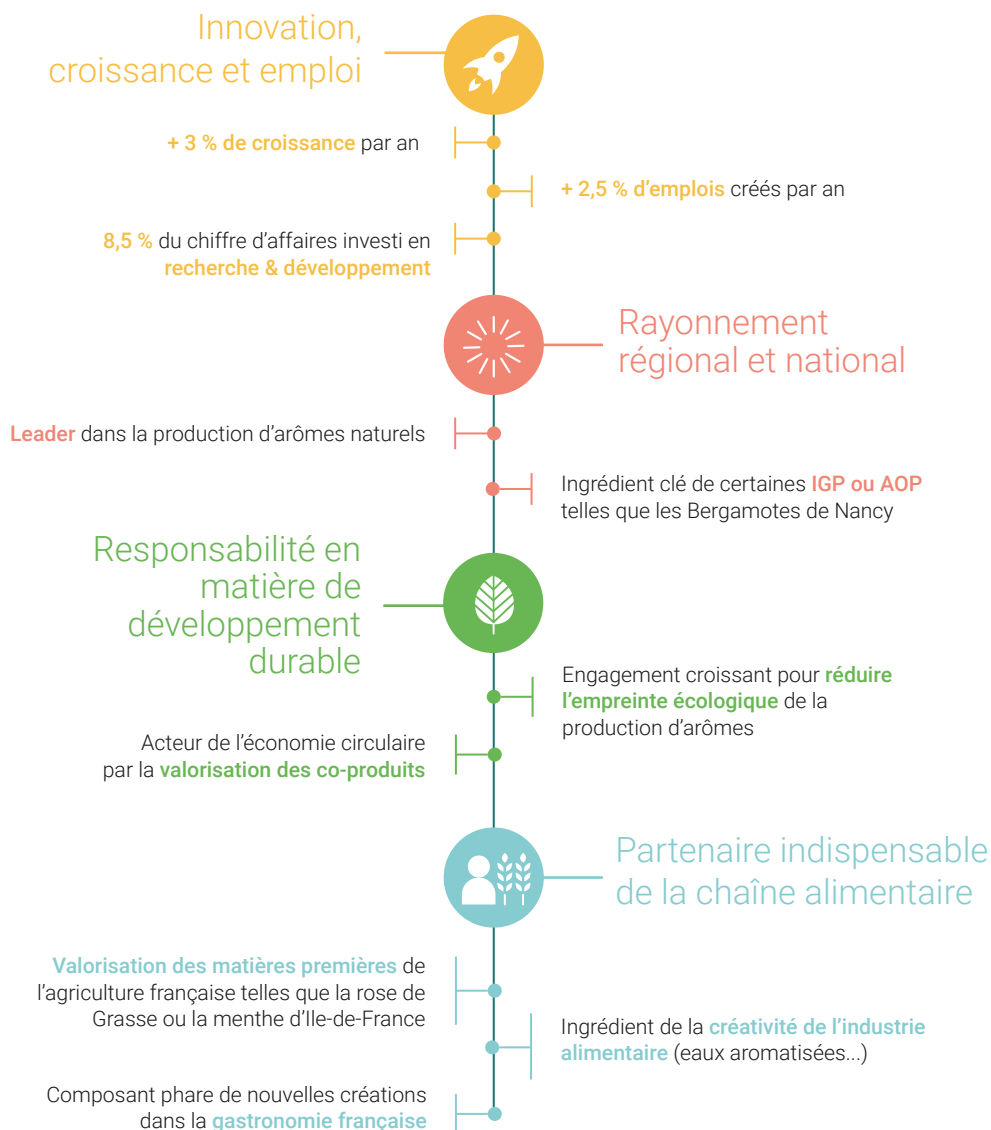 Innovation,
croissance et emploi
+ 3 % de croissance par an
+ 2,5 % d’emplois créés par an
8,5 % du chiffre d’affaires investi en
recherche & développement
Rayonnement
régional et national
Leader dans la production d’arômes naturels
Ingrédient clé de certaines IGP ou AOP
telles que les Bergamotes de Nancy
Responsabilité en
matière de
développement
durable
Engagement croissant pour réduire
l’empreinte écologique de la
production d’arômes
Acteur de l’économie circulaire
par la valorisation des co-produits
Partenaire indispensable
de la chaîne alimentaire
Valorisation des matières premières de
l’agriculture française telles que la rose de
Grasse ou la menthe d’Ile-de-France
Ingrédient de la créativité de l’industrie
alimentaire (eaux aromatisées...)
Composant phare de nouvelles créations
dans la gastronomie française